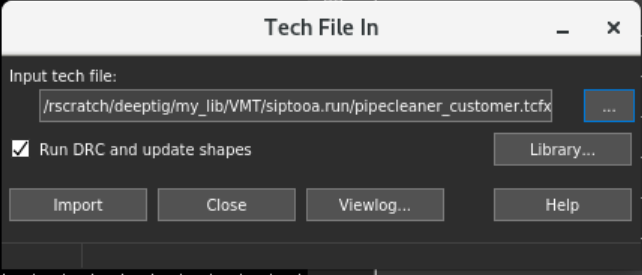 Tech File In
Input tech file:
/rscratch/deeptig/my_lib/VMT/siptooa.run/pipecleaner_customer.tcfx
...
Run DRC and update shapes
Library...
Import
Close
Viewlog...
Help